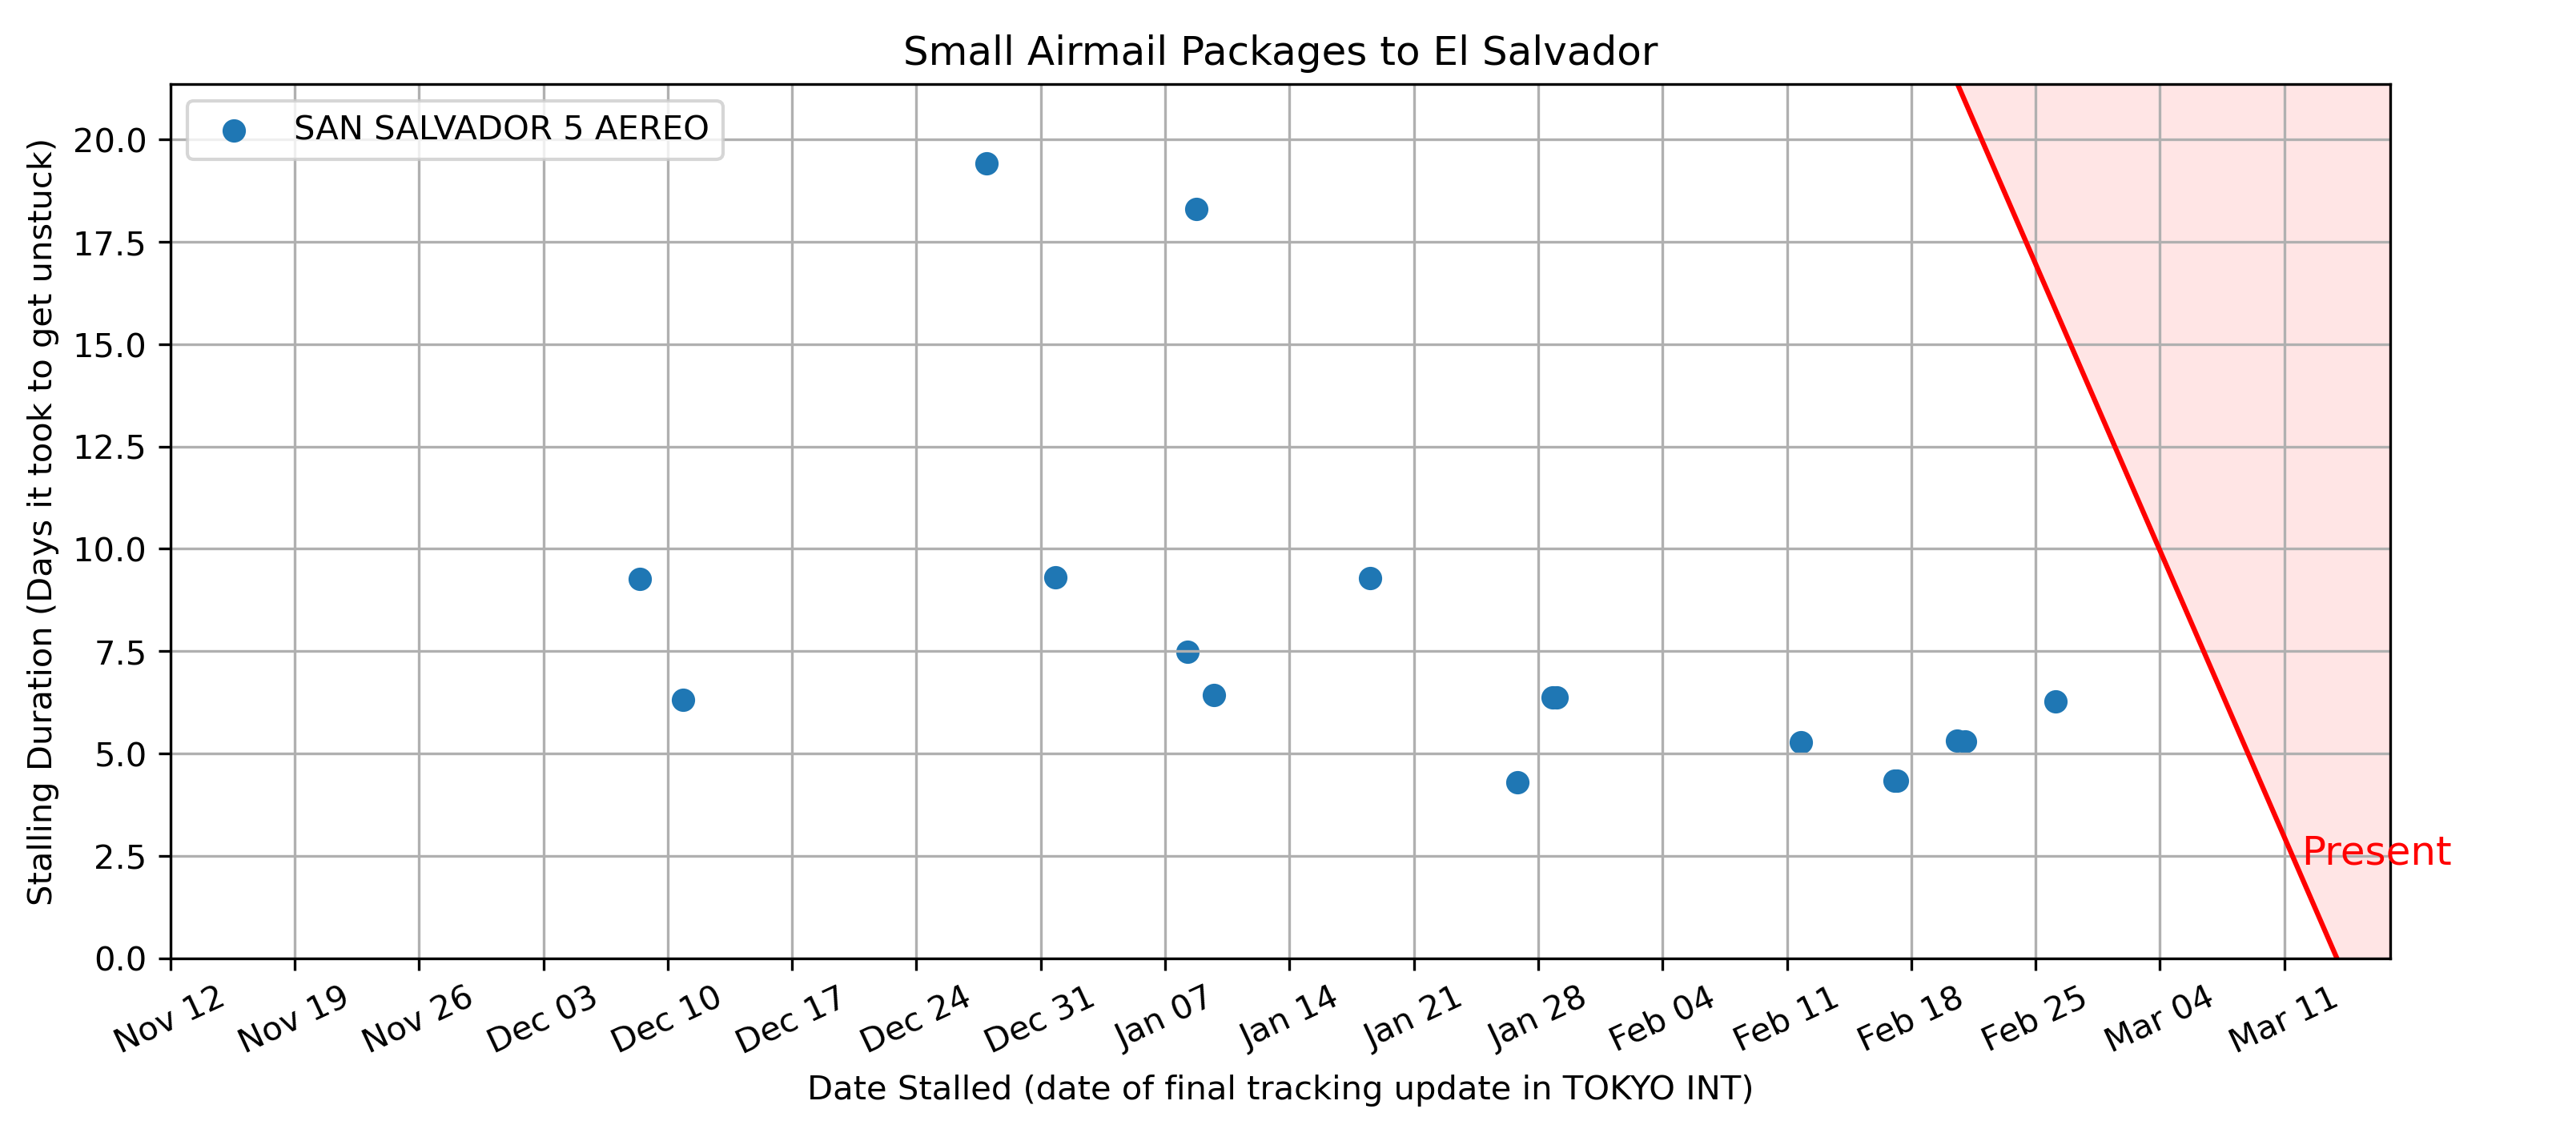 Small Airmail Packages to El Salvador
SAN SALVADOR 5 AEREO
Stalling Duration (Days it took to get unstuck)
20.0
17.5
15.0
12.5
10.0
7.5
5.0
2.5
0.0
Present
Nov 12 Nov 19 Nov 26 Dec 03 Dec 10 Dec 17 Dec 24 Dec 31 Jan 07 Jan 14 Jan 21 Jan 28 Feb 04 Feb 11 Feb 18 Feb 25 Mar 04 Mar 11
Date Stalled (date of final tracking update in TOKYO INT)